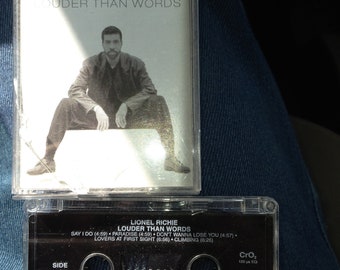 LOUDER THAN WORDS
LIONEL RICHIE
LOUDER THAN WORDS
SAY I DO (4:59) • PARADISE (4:59) • DON'T WANNA LOSE YOU (4:57) •
LOVERS AT FIRST SIGHT (5:56) • CLIMBING (6:26)
SIDE
CrO2